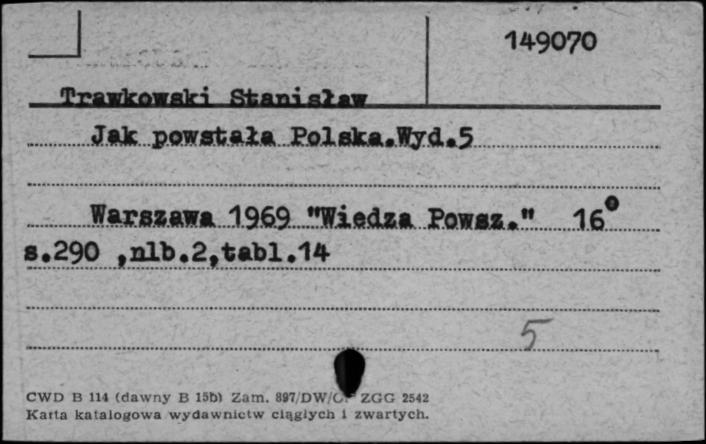 149070
Trawkowski Stanisław
Jak powstała Polska.Wyd.5
Warszawa 1969 "Wiedza Powsz." 16°
s.290 ,nlb.2,tabl.14
5
CWD B 114 (dawny B 15b) Zam. 897/DW/ ZGG 2542
Karta katalogowa wydawnictw ciągłych i zwartych.